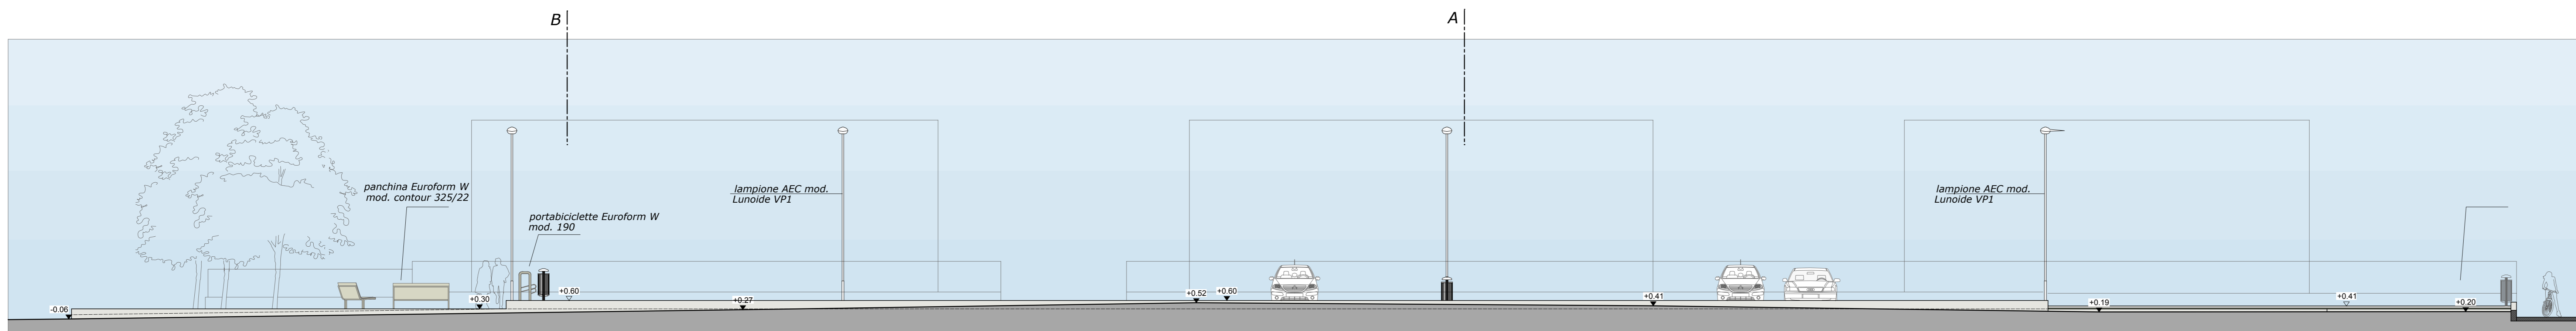 B
A
panchina Euroform W
mod. contour 325/22
portabiciclette Euroform W
mod. 190
lampione AEC mod.
Lunoide VP1
lampione AEC mod.
Lunoide VP1
-0.06
+0.30
+0.60
+0.27
+0.52
+0.60
+0.41
+0.19
+0.41
+0.20